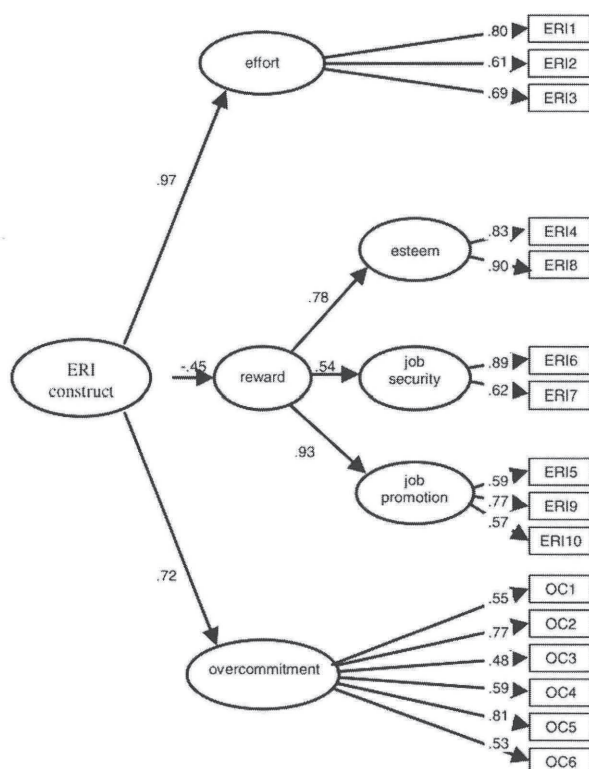 .80
ERI1
effort
.61
ERI2
.69
ERI3
.97
.83
ERI4
esteem
.90
ERI8
.78
ERI
construct
-.45
reward
.54
job
security
.89
ERI6
.62
ERI7
.93
job
promotion
.59
ERI5
.77
ERI9
.57
ERI10
.72
overcommitment
.55
OC1
.77
OC2
.48
OC3
.59
OC4
.81
OC5
.53
OC6